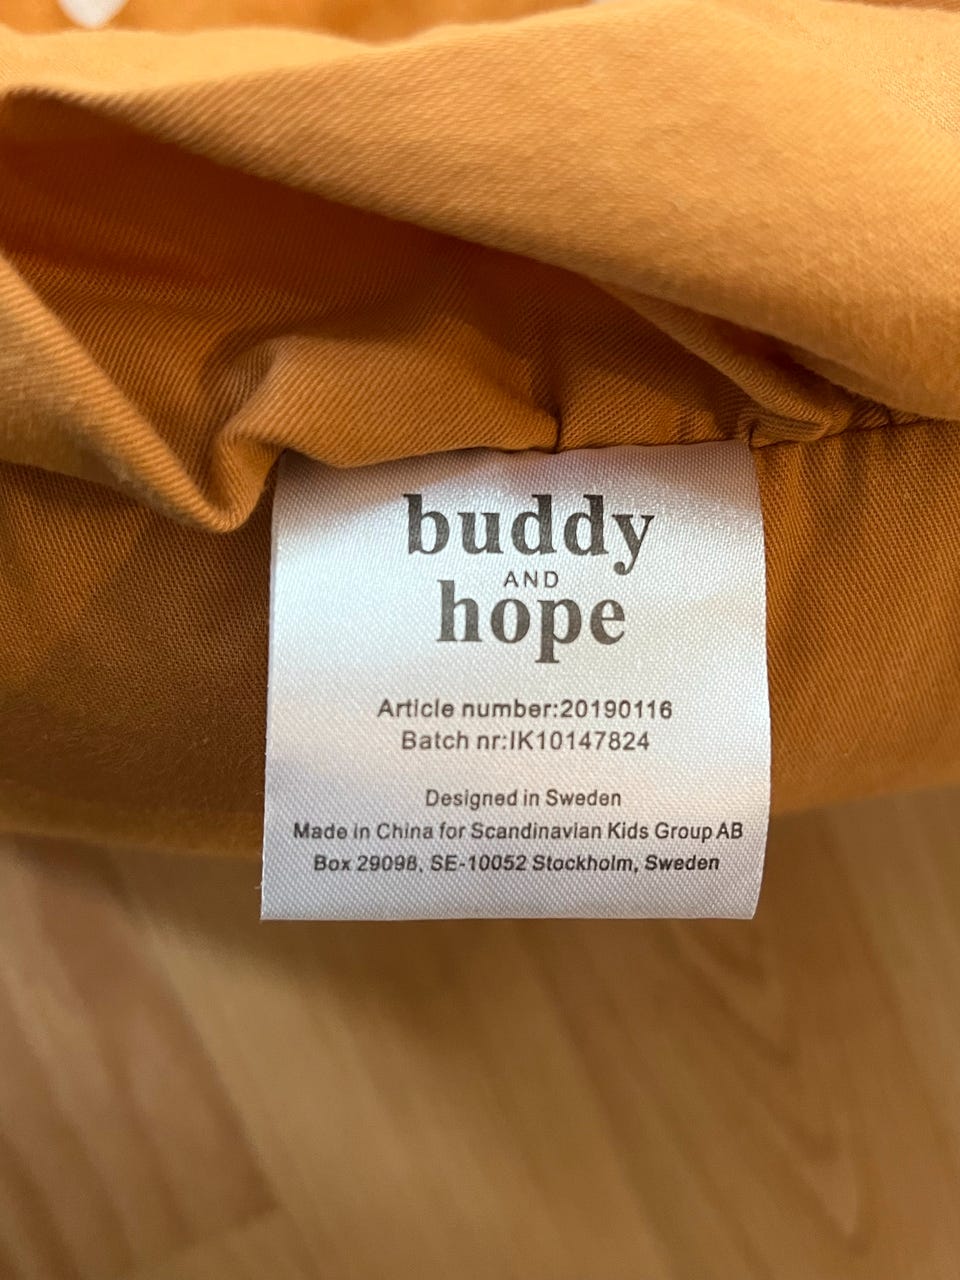 buddy
AND
hope
Article number:20190116
Batch nr:IK10147824
Designed in Sweden
Made in China for Scandinavian Kids Group AB
Box 29098, SE-10052 Stockholm, Sweden